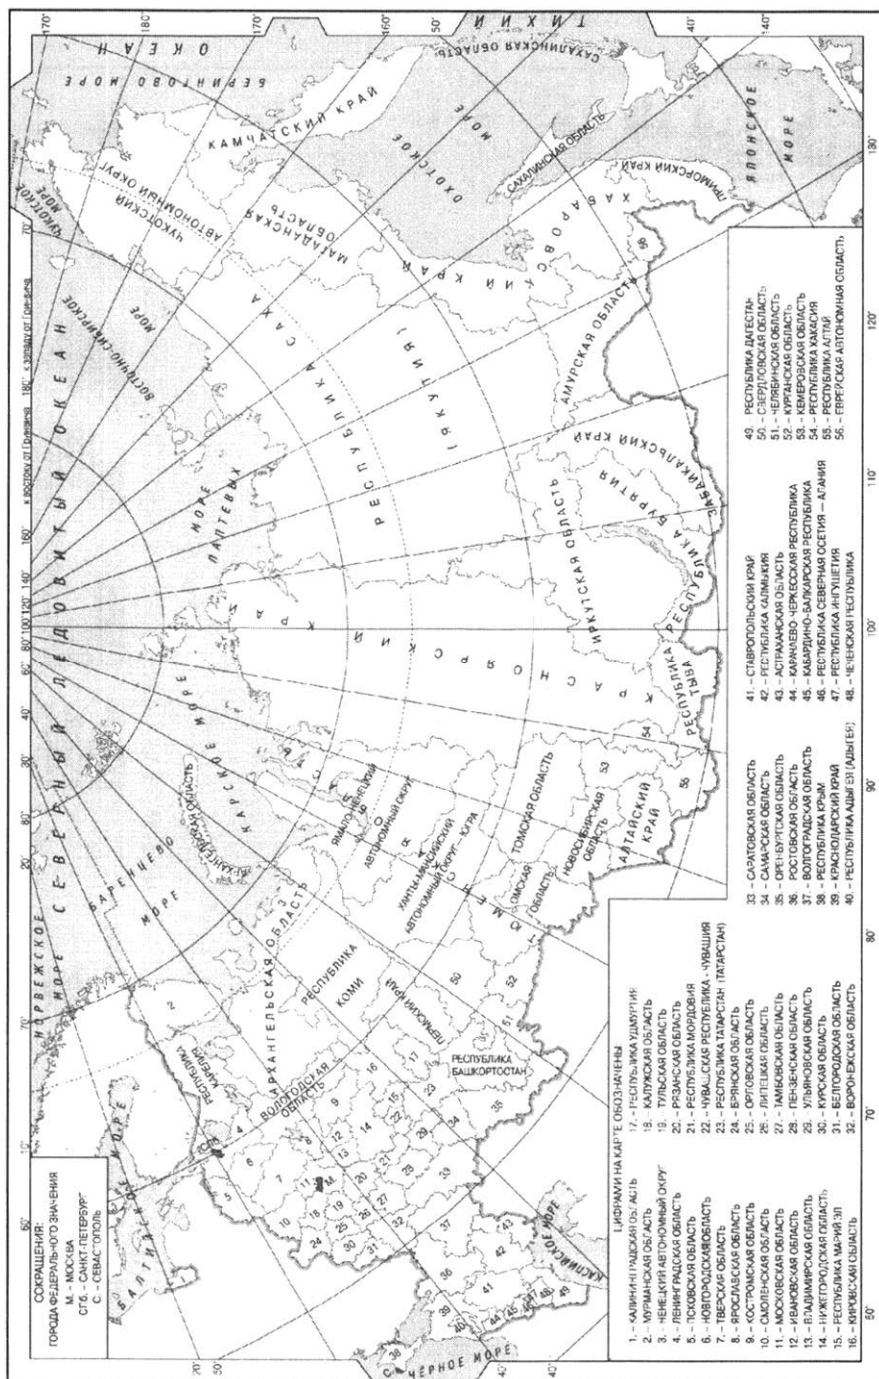 СОКРАЩЕНИЯ:
ГОРОДА ФЕДЕРАЛЬНОГО ЗНАЧЕНИЯ
М. – МОСКВА
СПб. – САНКТ-ПЕТЕРБУРГ
С. – СЕВАСТОПОЛЬ
НОРВЕЖСКОЕ
МОРЕ
СЕВЕРНЫЙ ЛЕДОВИТЫЙ ОКЕАН
к востоку от Гринвича 180° к западу от Гринвича
БАРЕНЦЕВО
МОРЕ
КАРСКОЕ МОРЕ
МОРЕ
ЛАПТЕВЫХ
ВОСТОЧНО-СИБИРСКОЕ
МОРЕ
ЧУКОТСКОЕ
МОРЕ
БЕРИНГОВО МОРЕ
ТИХИЙ
ОКЕАН
ОХОТСКОЕ
МОРЕ
ЯПОНСКОЕ
МОРЕ
БАЛТИЙСКОЕ МОРЕ
ЧЁРНОЕ МОРЕ
КАСПИЙСКОЕ МОРЕ
РЕСПУБЛИКА
КАРЕЛИЯ
АРХАНГЕЛЬСКАЯ ОБЛАСТЬ
АРХАНГЕЛЬСКАЯ ОБЛАСТЬ
ВОЛОГОДСКАЯ
ОБЛАСТЬ
РЕСПУБЛИКА
КОМИ
ПЕРМСКИЙ КРАЙ
РЕСПУБЛИКА
БАШКОРТОСТАН
ЯМАЛО-НЕНЕЦКИЙ
АВТОНОМНЫЙ ОКРУГ
ХАНТЫ-МАНСИЙСКИЙ
АВТОНОМНЫЙ ОКРУГ – ЮГРА
ОМСКАЯ
ОБЛАСТЬ
ТОМСКАЯ ОБЛАСТЬ
НОВОСИБИРСКАЯ
ОБЛАСТЬ
АЛТАЙСКИЙ
КРАЙ
КРАСНОЯРСКИЙ КРАЙ
РЕСПУБЛИКА
ТЫВА
ИРКУТСКАЯ ОБЛАСТЬ
РЕСПУБЛИКА БУРЯТИЯ
ЗАБАЙКАЛЬСКИЙ КРАЙ
РЕСПУБЛИКА САХА
(ЯКУТИЯ)
АМУРСКАЯ ОБЛАСТЬ
ХАБАРОВСКИЙ КРАЙ
ПРИМОРСКИЙ КРАЙ
САХАЛИНСКАЯ ОБЛАСТЬ
САХАЛИНСКАЯ ОБЛАСТЬ
МАГАДАНСКАЯ
ОБЛАСТЬ
ЧУКОТСКИЙ
АВТОНОМНЫЙ ОКРУГ
КАМЧАТСКИЙ КРАЙ
ЦИФРАМИ НА КАРТЕ ОБОЗНАЧЕНЫ
1. – КАЛИНИНГРАДСКАЯ ОБЛАСТЬ
2. – МУРМАНСКАЯ ОБЛАСТЬ
3. – НЕНЕЦКИЙ АВТОНОМНЫЙ ОКРУГ
4. – ЛЕНИНГРАДСКАЯ ОБЛАСТЬ
5. – ПСКОВСКАЯ ОБЛАСТЬ
6. – НОВГОРОДСКАЯ ОБЛАСТЬ
7. – ТВЕРСКАЯ ОБЛАСТЬ
8. – ЯРОСЛАВСКАЯ ОБЛАСТЬ
9. – КОСТРОМСКАЯ ОБЛАСТЬ
10. – СМОЛЕНСКАЯ ОБЛАСТЬ
11. – МОСКОВСКАЯ ОБЛАСТЬ
12. – ИВАНОВСКАЯ ОБЛАСТЬ
13. – ВЛАДИМИРСКАЯ ОБЛАСТЬ
14. – НИЖЕГОРОДСКАЯ ОБЛАСТЬ
15. – РЕСПУБЛИКА МАРИЙ ЭЛ
16. – КИРОВСКАЯ ОБЛАСТЬ
17. – РЕСПУБЛИКА УДМУРТИЯ
18. – КАЛУЖСКАЯ ОБЛАСТЬ
19. – ТУЛЬСКАЯ ОБЛАСТЬ
20. – РЯЗАНСКАЯ ОБЛАСТЬ
21. – РЕСПУБЛИКА МОРДОВИЯ
22. – ЧУВАШСКАЯ РЕСПУБЛИКА - ЧУВАШИЯ
23. – РЕСПУБЛИКА ТАТАРСТАН (ТАТАРСТАН)
24. – БРЯНСКАЯ ОБЛАСТЬ
25. – ОРЛОВСКАЯ ОБЛАСТЬ
26. – ЛИПЕЦКАЯ ОБЛАСТЬ
27. – ТАМБОВСКАЯ ОБЛАСТЬ
28. – ПЕНЗЕНСКАЯ ОБЛАСТЬ
29. – УЛЬЯНОВСКАЯ ОБЛАСТЬ
30. – КУРСКАЯ ОБЛАСТЬ
31. – БЕЛГОРОДСКАЯ ОБЛАСТЬ
32. – ВОРОНЕЖСКАЯ ОБЛАСТЬ
33. – САРАТОВСКАЯ ОБЛАСТЬ
34. – САМАРСКАЯ ОБЛАСТЬ
35. – ОРЕНБУРГСКАЯ ОБЛАСТЬ
36. – РОСТОВСКАЯ ОБЛАСТЬ
37. – ВОЛГОГРАДСКАЯ ОБЛАСТЬ
38. – РЕСПУБЛИКА КРЫМ
39. – КРАСНОДАРСКИЙ КРАЙ
40. – РЕСПУБЛИКА АДЫГЕЯ (АДЫГЕЯ)
41. – СТАВРОПОЛЬСКИЙ КРАЙ
42. – РЕСПУБЛИКА КАЛМЫКИЯ
43. – АСТРАХАНСКАЯ ОБЛАСТЬ
44. – КАРАЧАЕВО-ЧЕРКЕССКАЯ РЕСПУБЛИКА
45. – КАБАРДИНО-БАЛКАРСКАЯ РЕСПУБЛИКА
46. – РЕСПУБЛИКА СЕВЕРНАЯ ОСЕТИЯ — АЛАНИЯ
47. – РЕСПУБЛИКА ИНГУШЕТИЯ
48. – ЧЕЧЕНСКАЯ РЕСПУБЛИКА
49. РЕСПУБЛИКА ДАГЕСТАН
50. – СВЕРДЛОВСКАЯ ОБЛАСТЬ
51. – ЧЕЛЯБИНСКАЯ ОБЛАСТЬ
52. – КУРГАНСКАЯ ОБЛАСТЬ
53. – КЕМЕРОВСКАЯ ОБЛАСТЬ
54. – РЕСПУБЛИКА ХАКАСИЯ
55. – РЕСПУБЛИКА АЛТАЙ
56. – ЕВРЕЙСКАЯ АВТОНОМНАЯ ОБЛАСТЬ